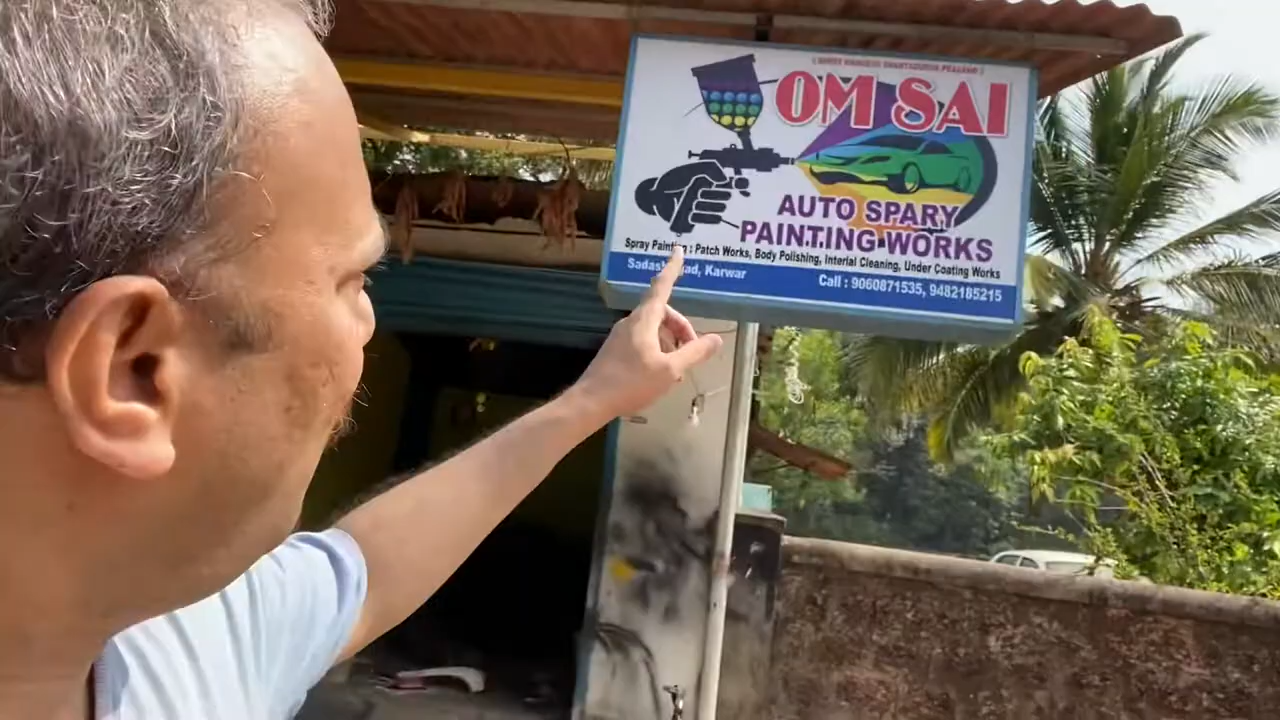 OM SAI
AUTO SPARY
PAINTING WORKS
Spray Painting : Patch Works, Body Polishing, Interial Cleaning, Under Coating Works
Karwar
Call : 9060871535, 9482185215